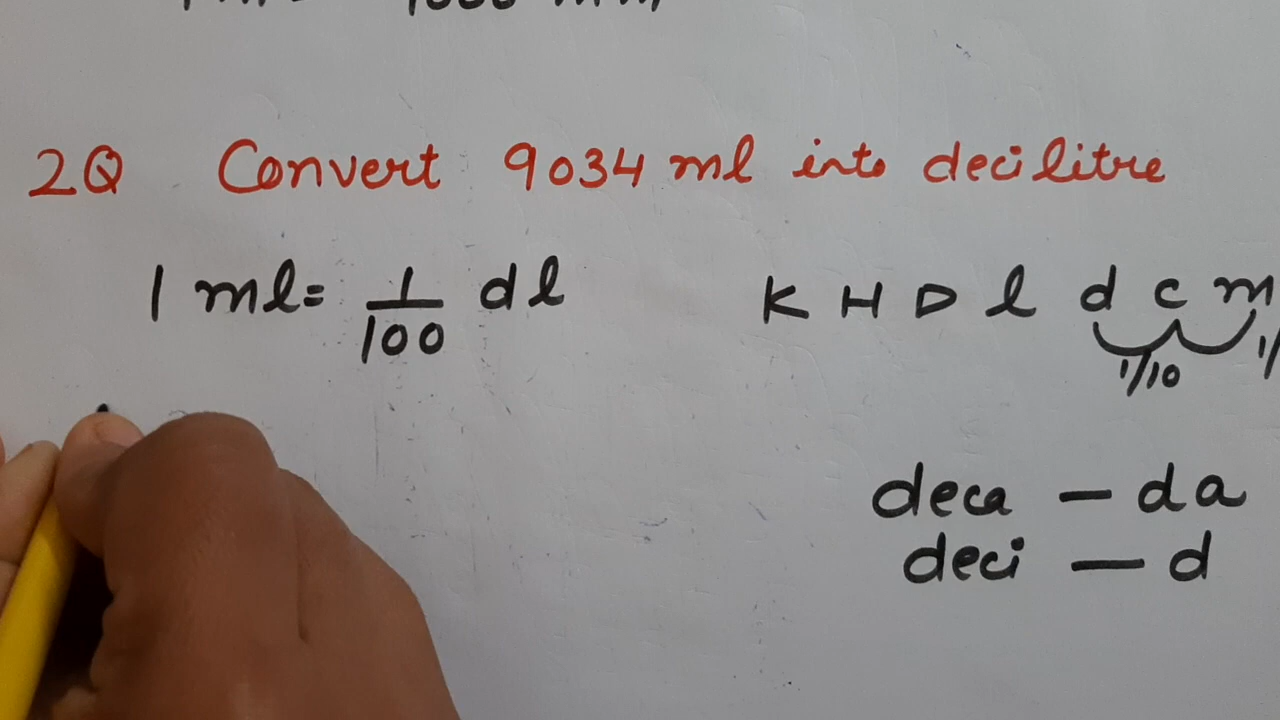 2Q Convert 9034 ml into decilitre
1 ml = 1/100 dl
K H D l d c m
1/10
deca – da
deci – d